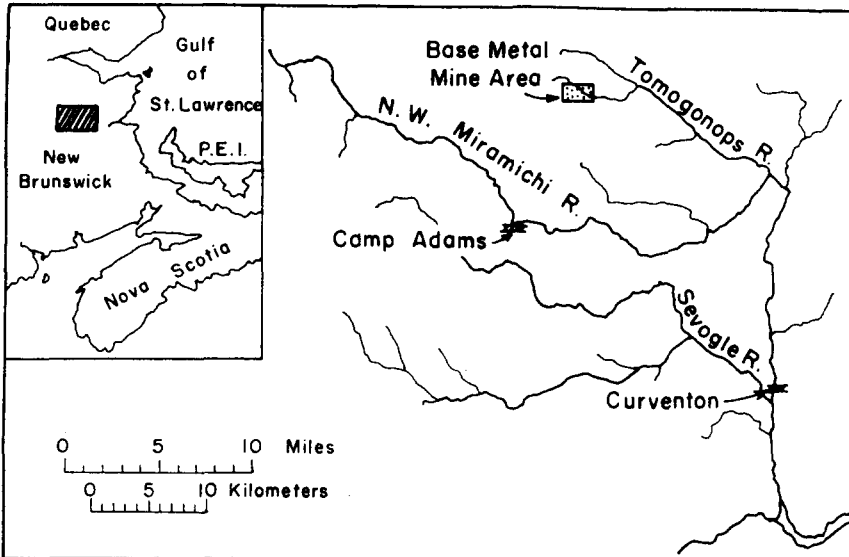 Quebec
Gulf
of
St. Lawrence
P.E.I.
New
Brunswick
Nova Scotia
Base Metal
Mine Area
Tomogonops R.
N. W. Miramichi R.
Camp Adams
Sevogle R.
Curventon
0 5 10 Miles
0 5 10 Kilometers